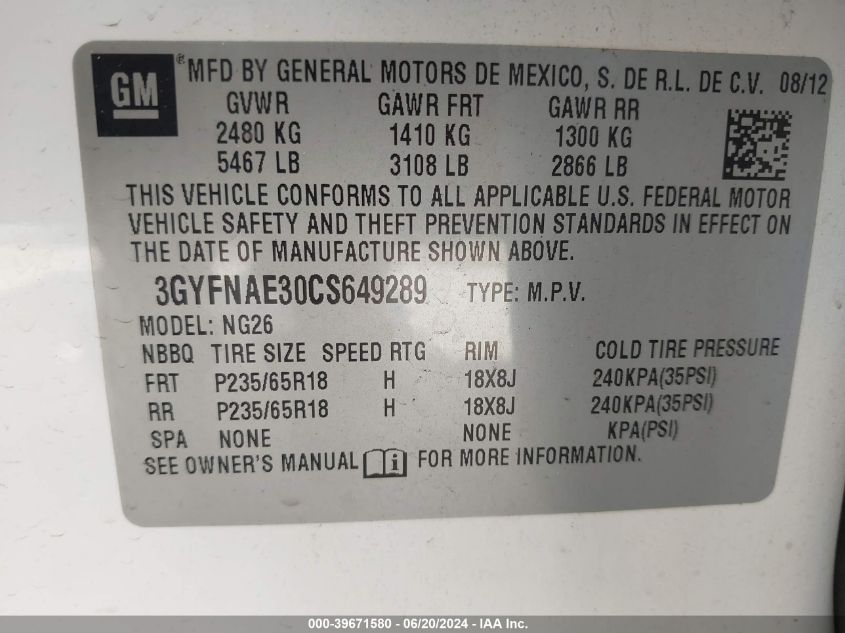 GM
® MFD BY GENERAL MOTORS DE MEXICO, S. DE R.L. DE C.V. 08/12
GVWR GAWR FRT GAWR RR
2480 KG 1410 KG 1300 KG
5467 LB 3108 LB 2866 LB
THIS VEHICLE CONFORMS TO ALL APPLICABLE U.S. FEDERAL MOTOR
VEHICLE SAFETY AND THEFT PREVENTION STANDARDS IN EFFECT ON
THE DATE OF MANUFACTURE SHOWN ABOVE.
3GYFNAE30CS649289 TYPE: M.P.V.
MODEL: NG26
NBBQ TIRE SIZE SPEED RTG RIM COLD TIRE PRESSURE
FRT P235/65R18 H 18X8J 240KPA(35PSI)
RR P235/65R18 H 18X8J 240KPA(35PSI)
SPA NONE NONE KPA(PSI)
SEE OWNER'S MANUAL i FOR MORE INFORMATION.
000-39671580 - 06/20/2024 - IAA Inc.